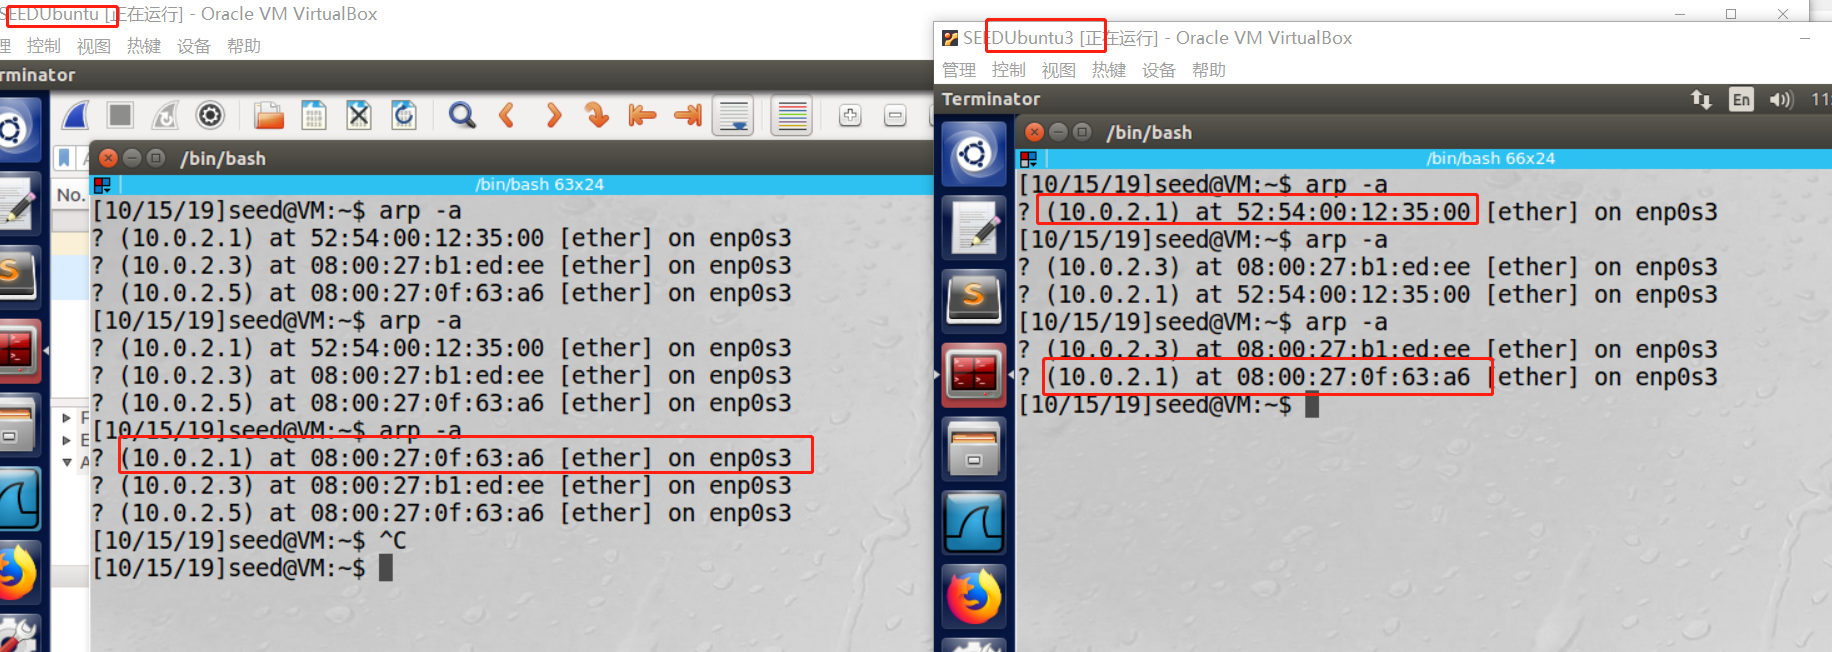 SEEDUbuntu [正在运行] - Oracle VM VirtualBox
理 控制 视图 热键 设备 帮助
rminator
No.
/bin/bash
/bin/bash 63x24
[10/15/19]seed@VM:~$ arp -a
? (10.0.2.1) at 52:54:00:12:35:00 [ether] on enp0s3
? (10.0.2.3) at 08:00:27:b1:ed:ee [ether] on enp0s3
? (10.0.2.5) at 08:00:27:0f:63:a6 [ether] on enp0s3
[10/15/19]seed@VM:~$ arp -a
? (10.0.2.1) at 52:54:00:12:35:00 [ether] on enp0s3
? (10.0.2.3) at 08:00:27:b1:ed:ee [ether] on enp0s3
? (10.0.2.5) at 08:00:27:0f:63:a6 [ether] on enp0s3
[10/15/19]seed@VM:~$ arp -a
? (10.0.2.1) at 08:00:27:0f:63:a6 [ether] on enp0s3
? (10.0.2.3) at 08:00:27:b1:ed:ee [ether] on enp0s3
? (10.0.2.5) at 08:00:27:0f:63:a6 [ether] on enp0s3
[10/15/19]seed@VM:~$ ^C
[10/15/19]seed@VM:~$
SEEDUbuntu3 [正在运行] - Oracle VM VirtualBox
管理 控制 视图 热键 设备 帮助
Terminator En 11
/bin/bash
/bin/bash 66x24
[10/15/19]seed@VM:~$ arp -a
? (10.0.2.1) at 52:54:00:12:35:00 [ether] on enp0s3
[10/15/19]seed@VM:~$ arp -a
? (10.0.2.3) at 08:00:27:b1:ed:ee [ether] on enp0s3
? (10.0.2.1) at 52:54:00:12:35:00 [ether] on enp0s3
[10/15/19]seed@VM:~$ arp -a
? (10.0.2.3) at 08:00:27:b1:ed:ee [ether] on enp0s3
? (10.0.2.1) at 08:00:27:0f:63:a6 [ether] on enp0s3
[10/15/19]seed@VM:~$